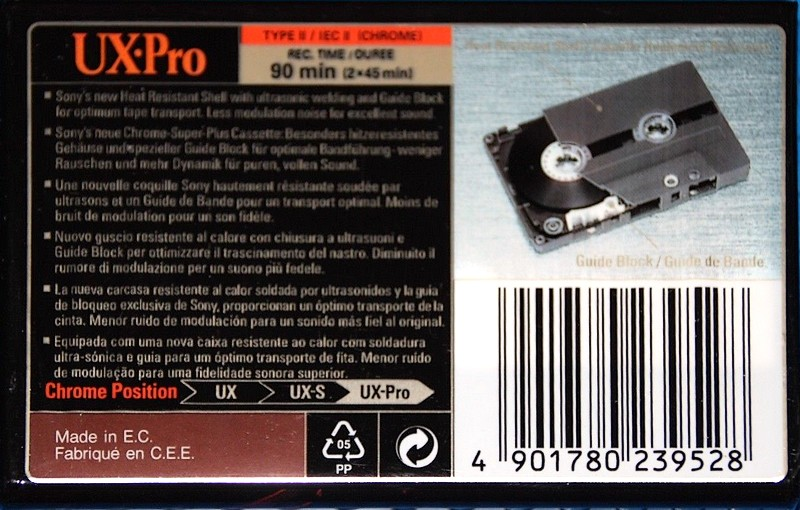 UX·Pro
TYPE II / IEC II (CHROME)
REC. TIME / DUREE
90 min (2×45 min)
■ Sony's new Heat Resistant Shell with ultrasonic welding and Guide Block
for optimum tape transport. Less modulation noise for excellent sound.
■ Sony's neue Chrome-Super-Plus Cassette: Besonders hitzeresistentes
Gehäuse und spezieller Guide Block für optimale Bandführung - weniger
Rauschen und mehr Dynamik für puren, vollen Sound.
■ Une nouvelle coquille Sony hautement résistante soudée par
ultrasons et un Guide de Bande pour un transport optimal. Moins de
bruit de modulation pour un son fidèle.
■ Nuovo guscio resistente al calore con chiusura a ultrasuoni e
Guide Block per ottimizzare il trascinamento del nastro. Diminuito il
rumore di modulazione per un suono più fedele.
■ La nueva carcasa resistente al calor soldada por ultrasonidos y la guia
de bloqueo exclusiva de Sony, proporcionan un óptimo transporte de la
cinta. Menor ruido de modulación para un sonido más fiel al original.
■ Equipada com uma nova caixa resistente ao calor com soldadura
ultra-sónica e guia para um óptimo transporte de fita. Menor ruído
de modulação para uma fidelidade sonora superior.
Chrome Position UX UX-S UX-Pro
Made in E.C.
Fabriqué en C.E.E.
05
PP
Guide Block / Guide de Bande
4 901780 239528